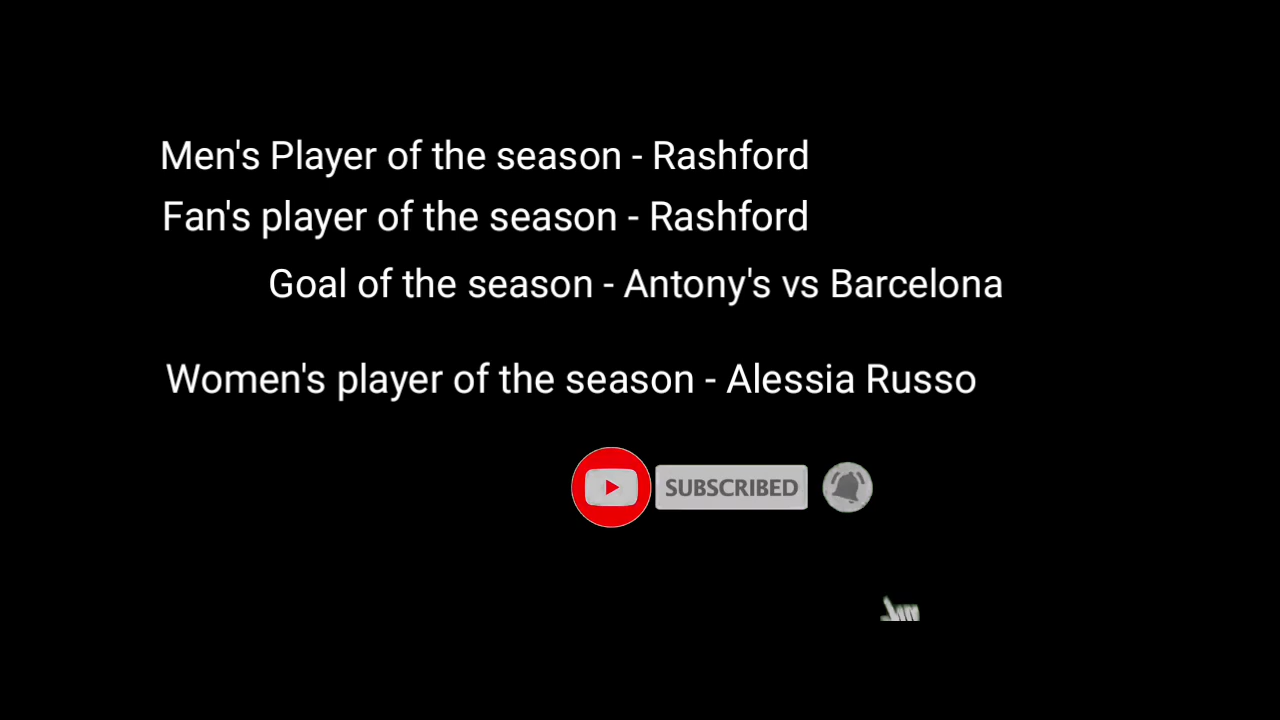 Men's Player of the season - Rashford
Fan's player of the season - Rashford
Goal of the season - Antony's vs Barcelona
Women's player of the season - Alessia Russo
SUBSCRIBED